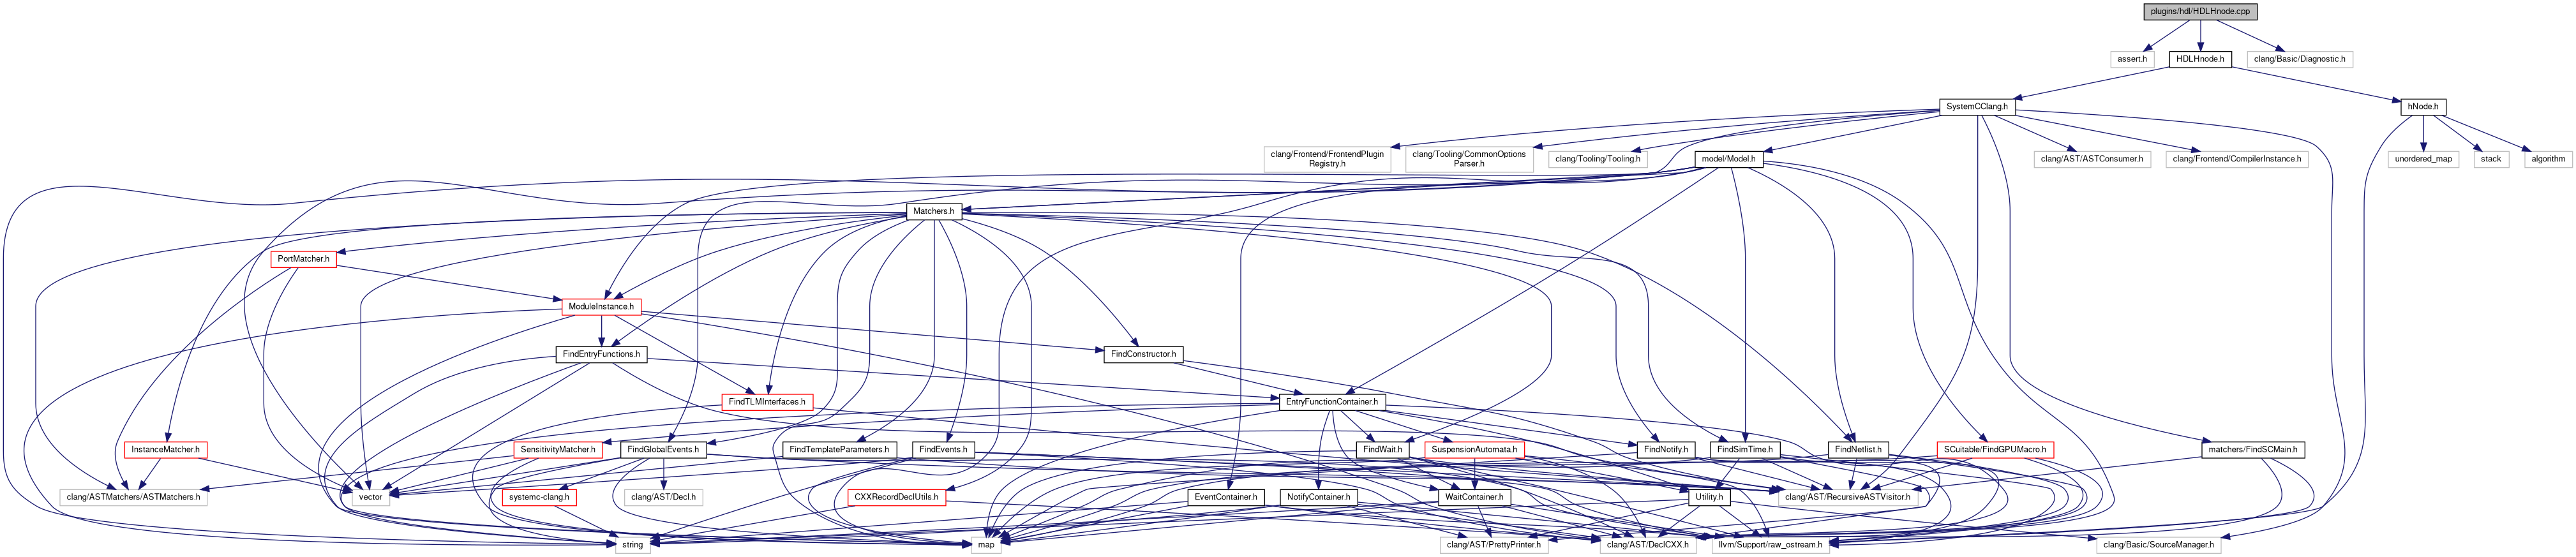 plugins/hdl/HDLHnode.cpp
assert.h
HDLHnode.h
clang/Basic/Diagnostic.h
SystemCClang.h
hNode.h
clang/Frontend/FrontendPlugin
Registry.h
clang/Tooling/CommonOptions
Parser.h
clang/Tooling/Tooling.h
model/Model.h
clang/AST/ASTConsumer.h
clang/Frontend/CompilerInstance.h
unordered_map
stack
algorithm
Matchers.h
PortMatcher.h
ModuleInstance.h
FindEntryFunctions.h
FindConstructor.h
FindTLMInterfaces.h
EntryFunctionContainer.h
InstanceMatcher.h
SensitivityMatcher.h
FindGlobalEvents.h
FindTemplateParameters.h
FindEvents.h
FindWait.h
SuspensionAutomata.h
FindNotify.h
FindSimTime.h
FindNetlist.h
SCuitable/FindGPUMacro.h
matchers/FindSCMain.h
clang/ASTMatchers/ASTMatchers.h
vector
systemc-clang.h
clang/AST/Decl.h
CXXRecordDeclUtils.h
EventContainer.h
NotifyContainer.h
WaitContainer.h
Utility.h
clang/AST/RecursiveASTVisitor.h
string
map
clang/AST/PrettyPrinter.h
clang/AST/DeclCXX.h
llvm/Support/raw_ostream.h
clang/Basic/SourceManager.h